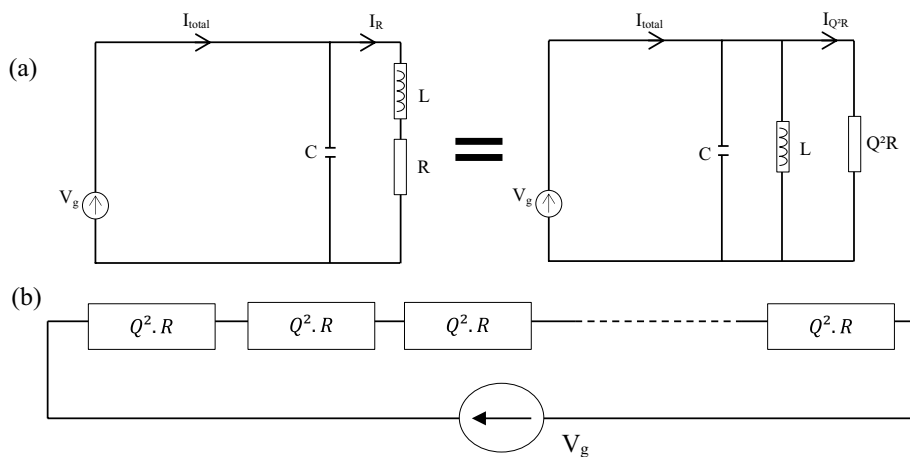 (a)
I_total I_R
L
C
R
V_g
I_total I_Q²R
C
L
Q²R
V_g
(b)
Q².R Q².R Q².R Q².R
V_g